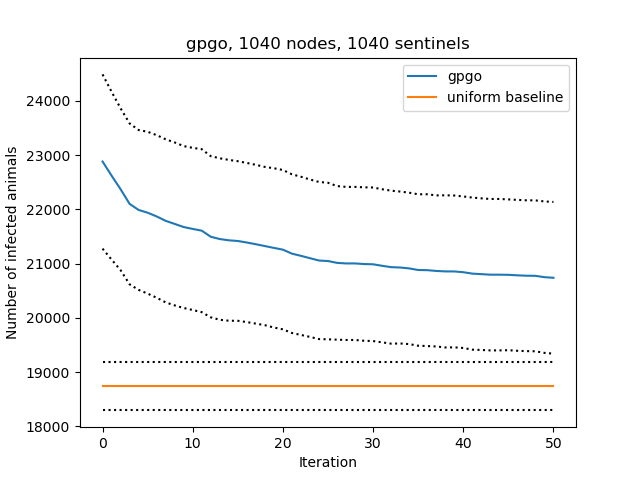 gpgo, 1040 nodes, 1040 sentinels
gpgo
uniform baseline
Number of infected animals
24000
23000
22000
21000
20000
19000
18000
0 10 20 30 40 50
Iteration